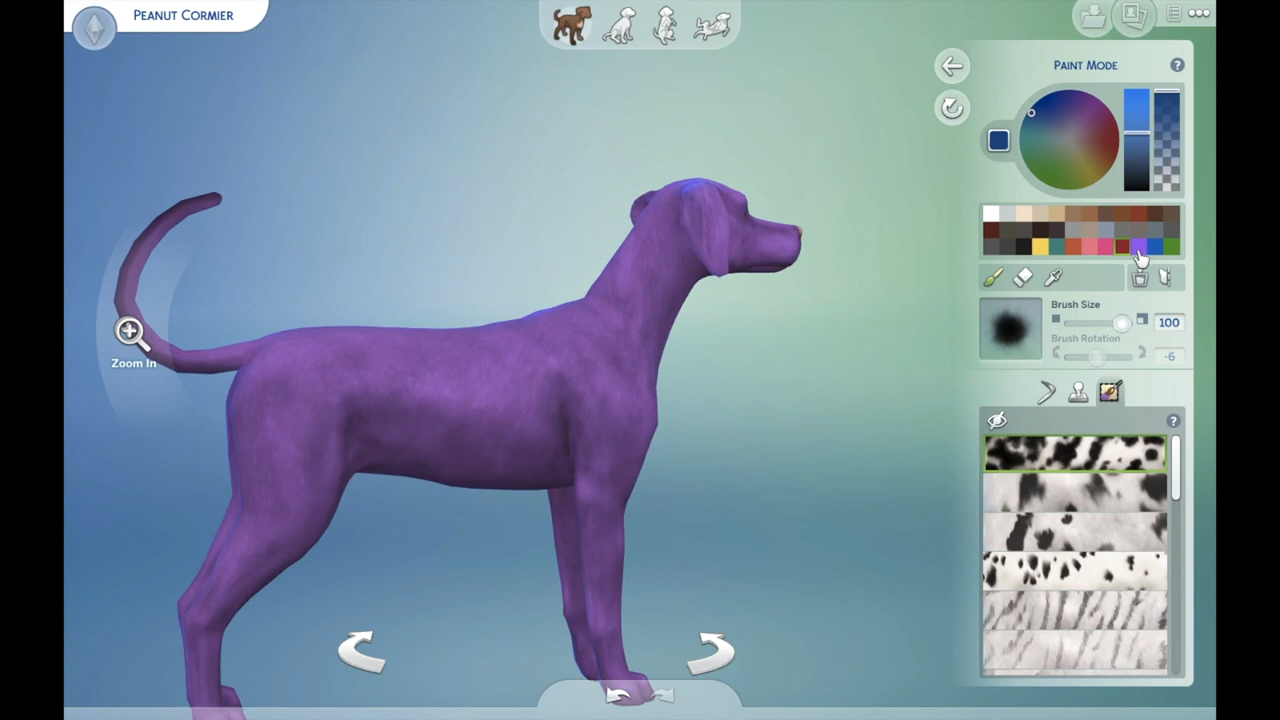 PEANUT CORMIER
PAINT MODE
?
Brush Size
100
Brush Rotation
-6
Zoom In
?